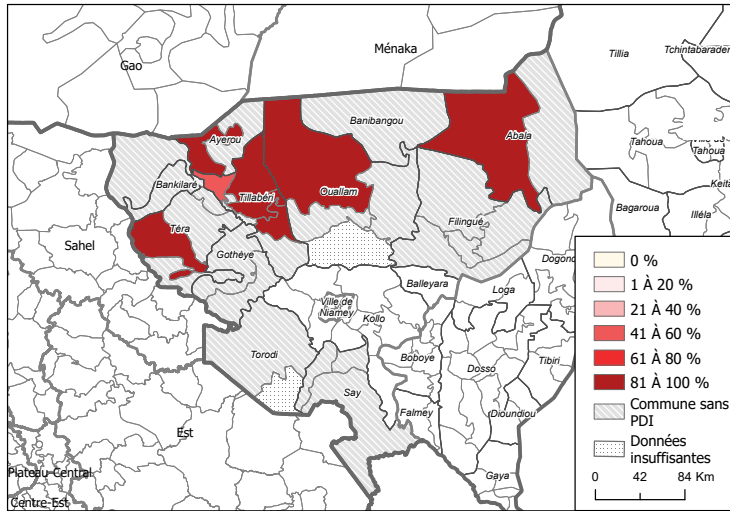 Gao
Ménaka
Tillia
Tchintabaraden
Banibangou
Abala
Ayerou
Tahoua
Tahoua
Keita
Bankilaré
Tillabéri
Ouallam
Bagaroua
Illéla
Sahel
Téra
Filingué
Gothèye
Dogond
Balleyara
Loga
Ville de
Niamey
Kollo
Torodi
Boboye
Dosso
Tibiri
Say
Falmey
Dioundiou
Est
Gaya
Plateau-Central
Centre-Est
0 %
1 À 20 %
21 À 40 %
41 À 60 %
61 À 80 %
81 À 100 %
Commune sans
PDI
Données
insuffisantes
0 42 84 Km